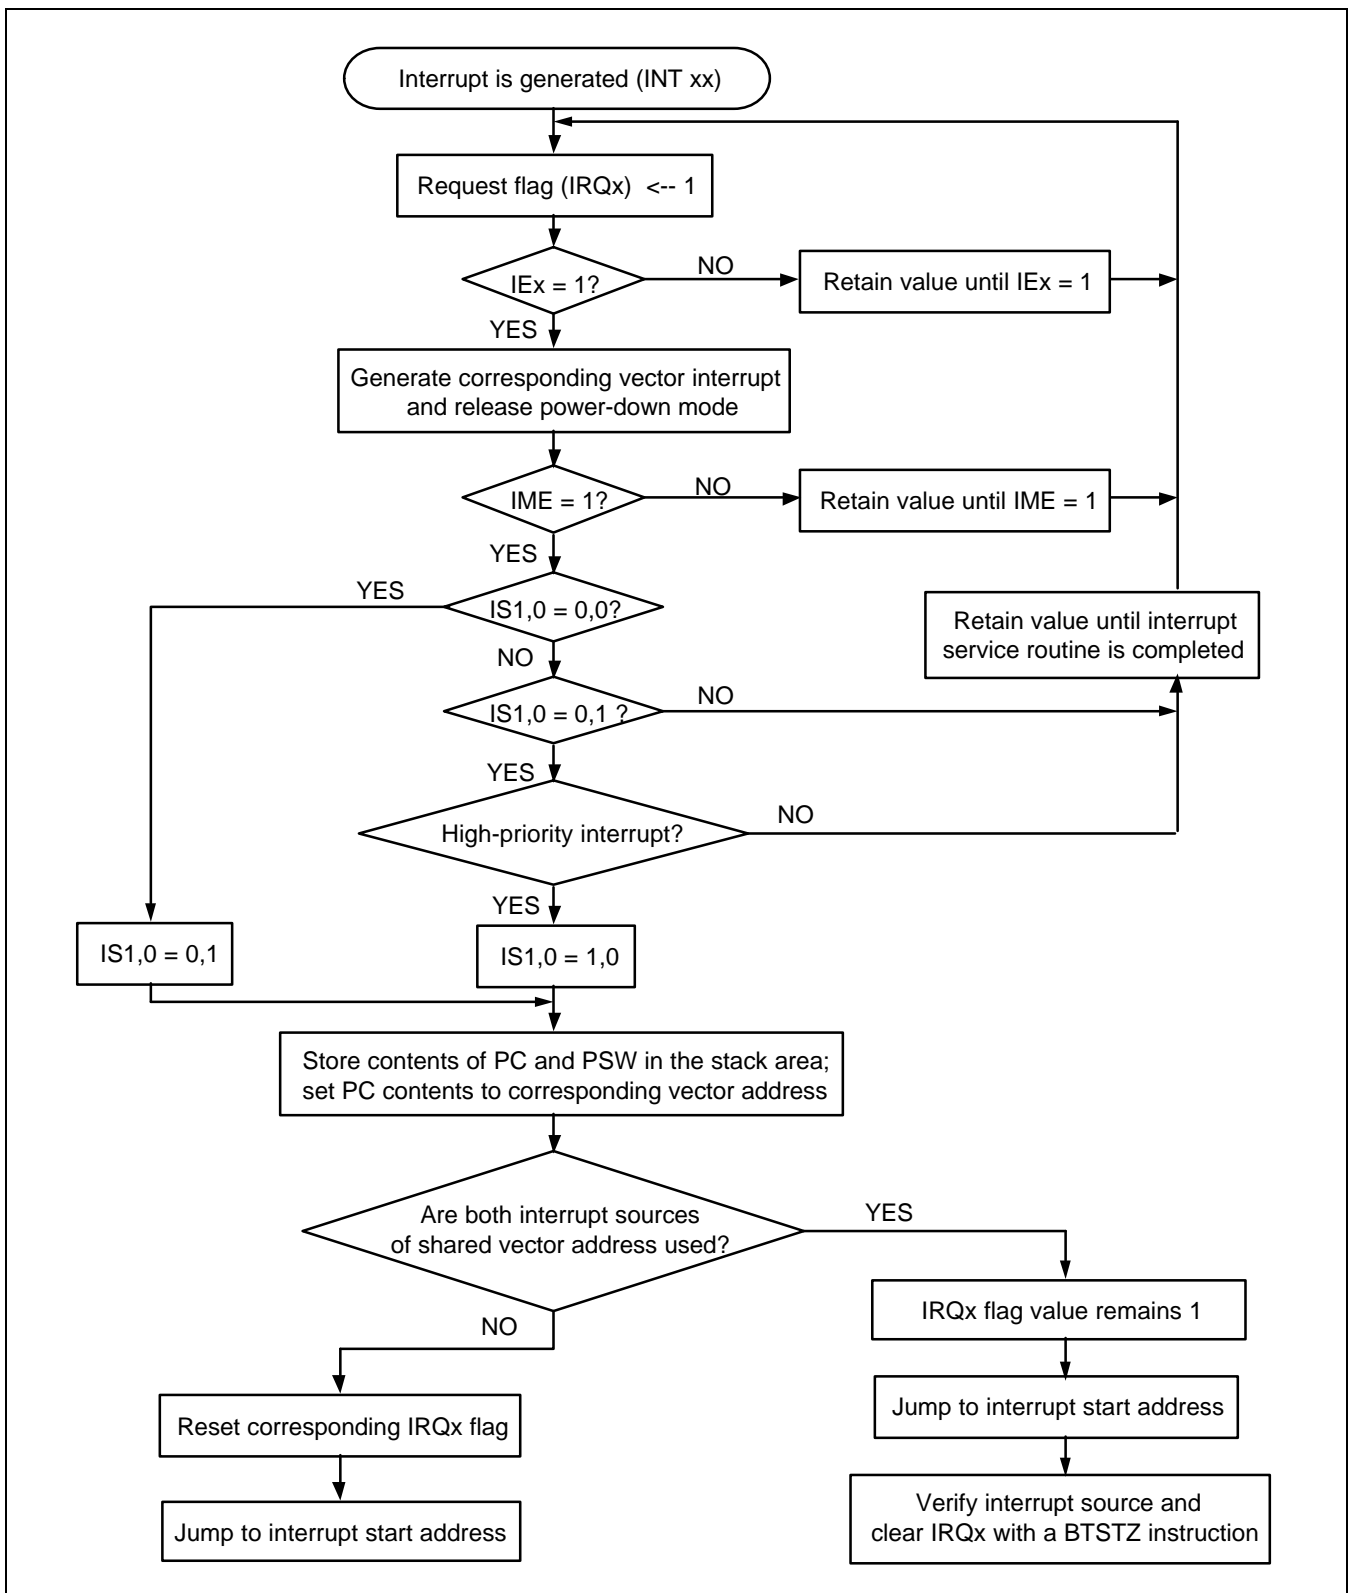 Interrupt is generated (INT xx)
Request flag (IRQx) <-- 1
IEx = 1?
NO
Retain value until IEx = 1
YES
Generate corresponding vector interrupt
and release power-down mode
IME = 1?
NO
Retain value until IME = 1
YES
YES
IS1,0 = 0,0?
Retain value until interrupt
service routine is completed
NO
IS1,0 = 0,1 ?
NO
YES
High-priority interrupt?
NO
YES
IS1,0 = 0,1
IS1,0 = 1,0
Store contents of PC and PSW in the stack area;
set PC contents to corresponding vector address
Are both interrupt sources
of shared vector address used?
YES
IRQx flag value remains 1
NO
Jump to interrupt start address
Reset corresponding IRQx flag
Verify interrupt source and
clear IRQx with a BTSTZ instruction
Jump to interrupt start address